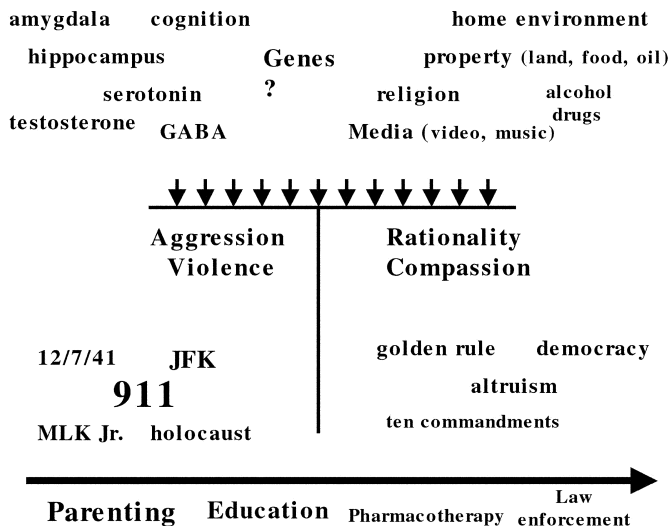 amygdala cognition home environment
hippocampus Genes property (land, food, oil)
?
serotonin religion alcohol
drugs
testosterone GABA Media (video, music)
Aggression Rationality
Violence Compassion
12/7/41 JFK golden rule democracy
911 altruism
MLK Jr. holocaust ten commandments
Parenting Education Pharmacotherapy Law
enforcement